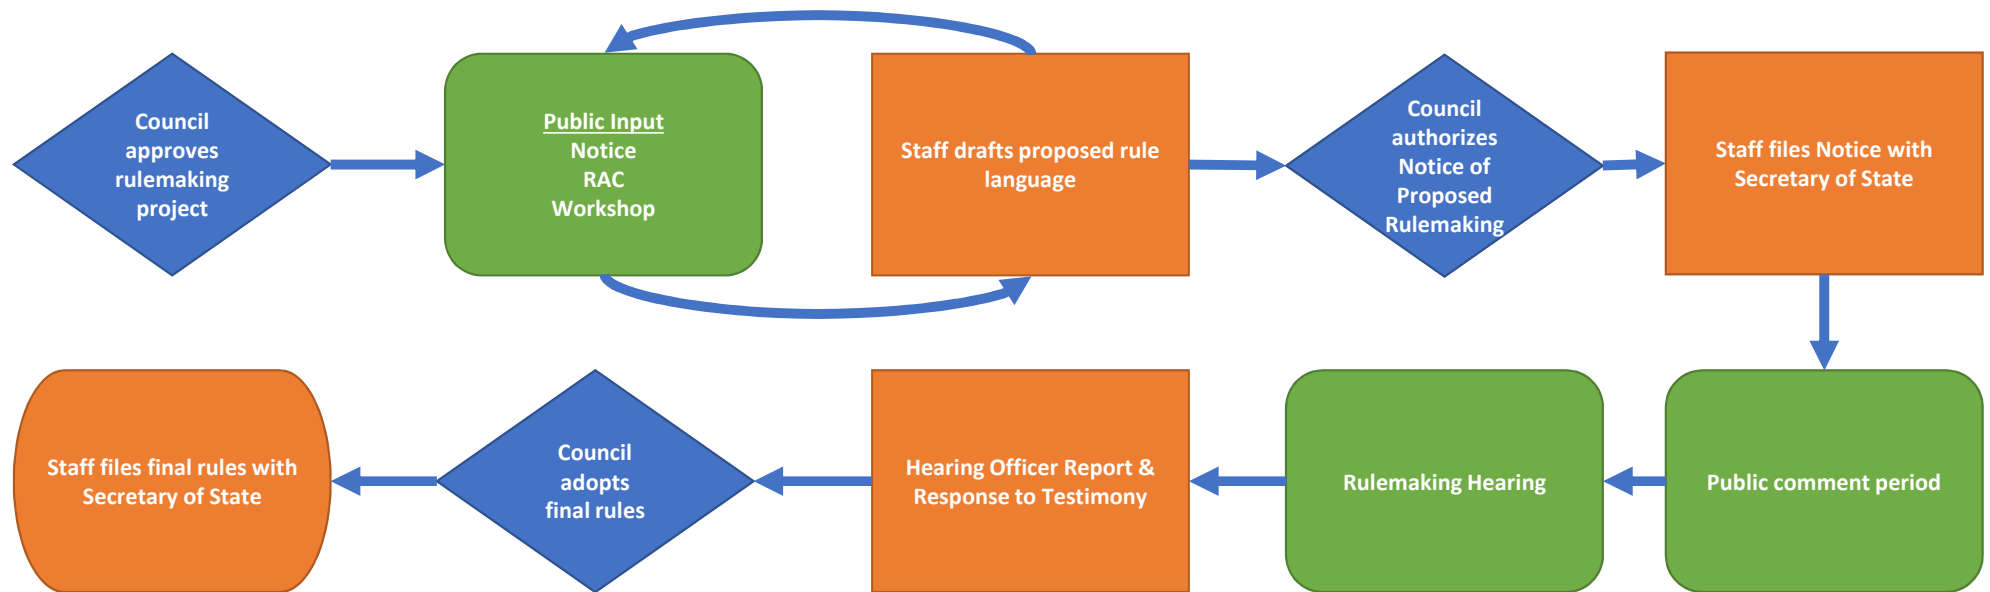 Council
approves
rulemaking
project
Public Input
Notice
RAC
Workshop
Staff drafts proposed rule
language
Council
authorizes
Notice of
Proposed
Rulemaking
Staff files Notice with
Secretary of State
Public comment period
Rulemaking Hearing
Hearing Officer Report &
Response to Testimony
Council
adopts
final rules
Staff files final rules with
Secretary of State